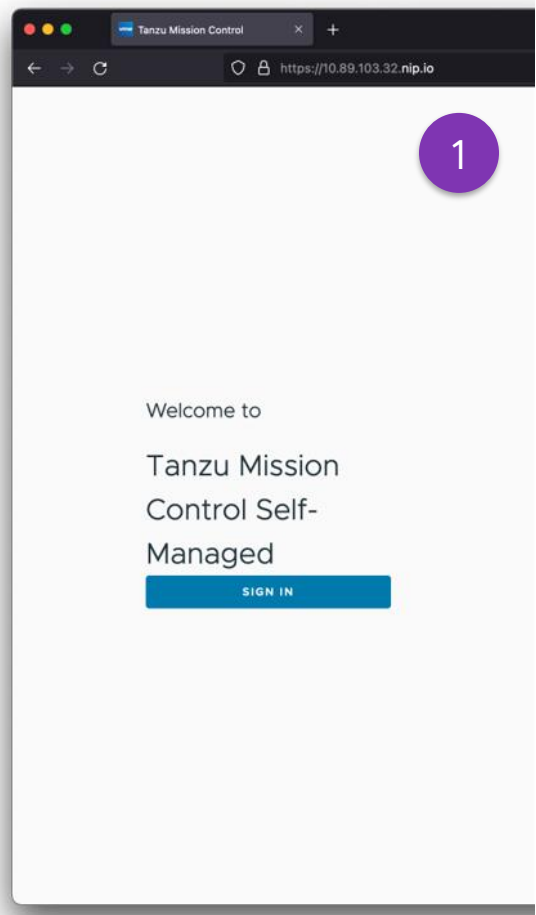 Tanzu Mission Control
https://10.89.103.32.nip.io
1
Welcome to
Tanzu Mission
Control Self-
Managed
SIGN IN